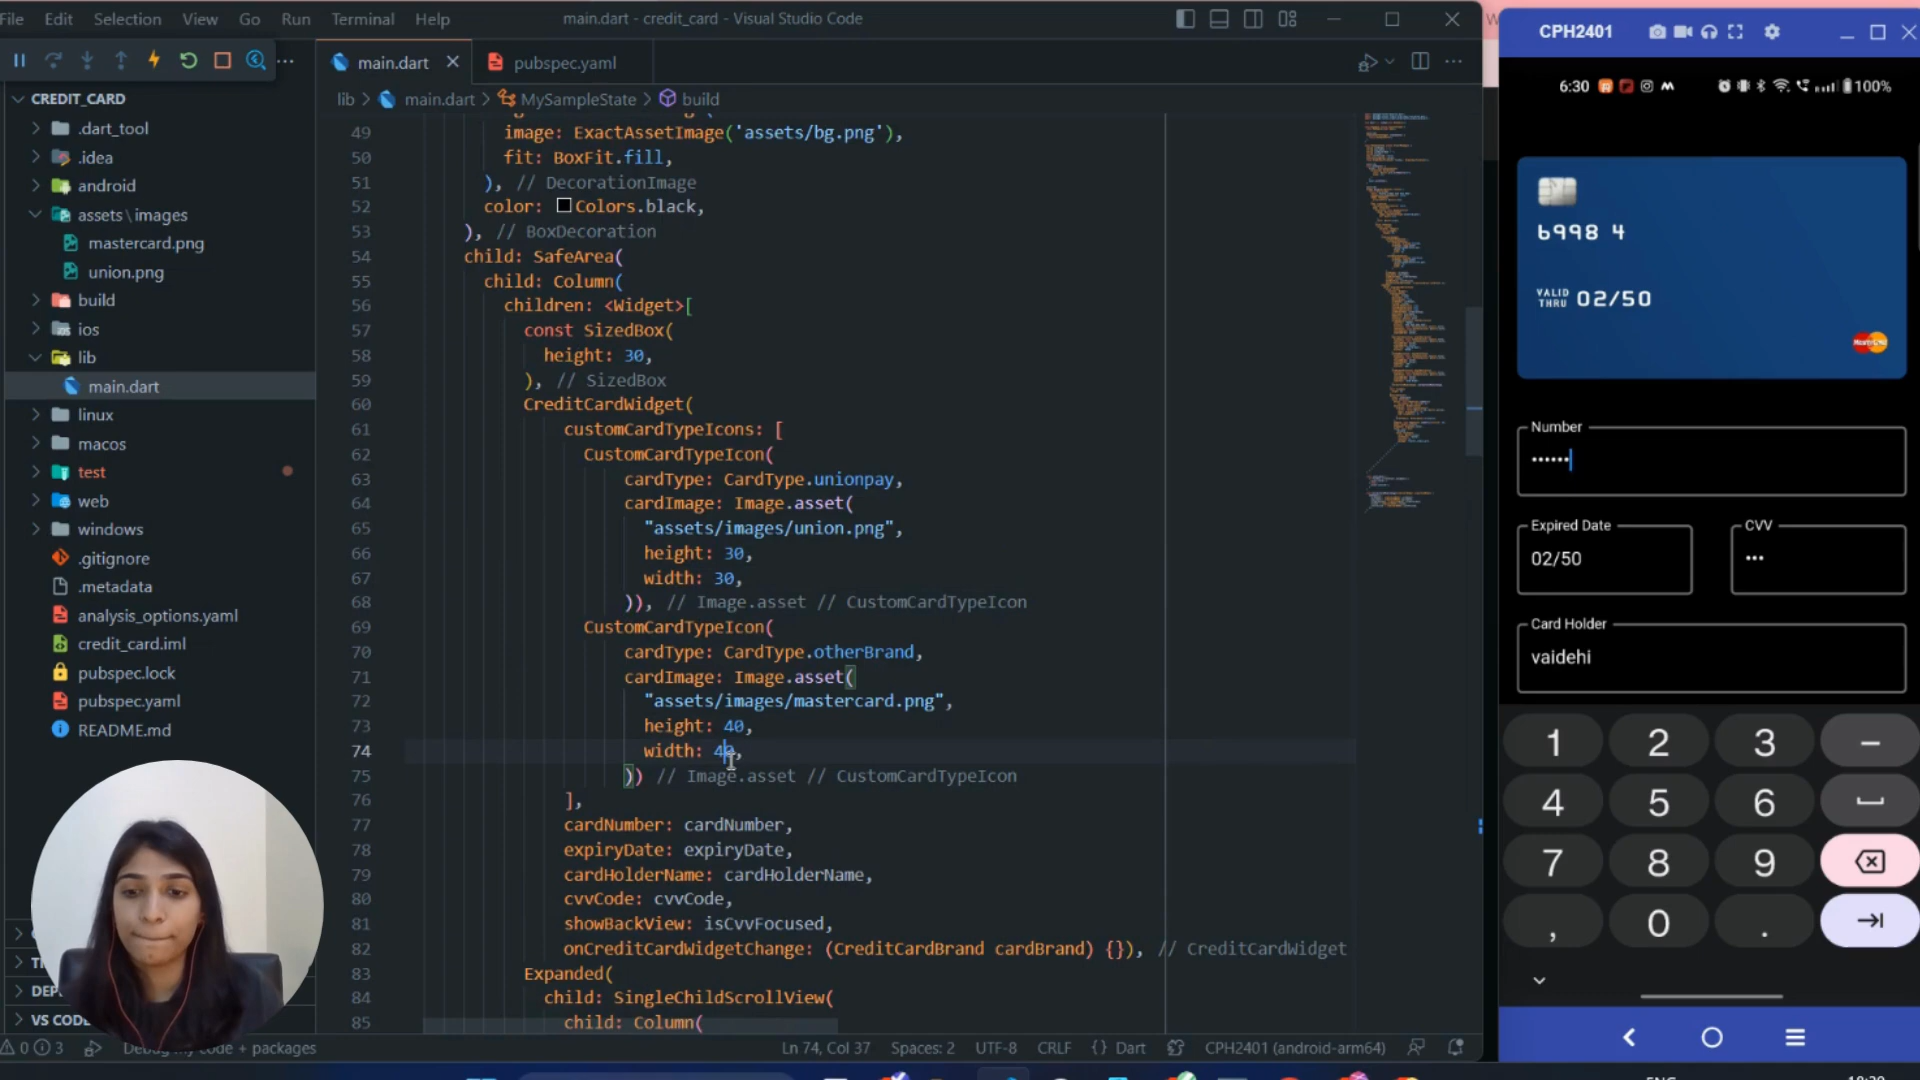 File Edit Selection View Go Run Terminal Help
main.dart - credit_card - Visual Studio Code
main.dart
pubspec.yaml
lib > main.dart > MySampleState > build
CREDIT_CARD
.dart_tool
.idea
android
assets\images
mastercard.png
union.png
build
ios
lib
main.dart
linux
macos
test
web
windows
.gitignore
.metadata
analysis_options.yaml
credit_card.iml
pubspec.lock
pubspec.yaml
README.md
VS CODE
49 image: ExactAssetImage('assets/bg.png'),
50 fit: BoxFit.fill,
51 ), // DecorationImage
52 color: Colors.black,
53 ), // BoxDecoration
54 child: SafeArea(
55 child: Column(
56 children: <Widget>[
57 const SizedBox(
58 height: 30,
59 ), // SizedBox
60 CreditCardWidget(
61 customCardTypeIcons: [
62 CustomCardTypeIcon(
63 cardType: CardType.unionpay,
64 cardImage: Image.asset(
65 "assets/images/union.png",
66 height: 30,
67 width: 30,
68 )), // Image.asset // CustomCardTypeIcon
69 CustomCardTypeIcon(
70 cardType: CardType.otherBrand,
71 cardImage: Image.asset(
72 "assets/images/mastercard.png",
73 height: 40,
74 width: 40,
75 )) // Image.asset // CustomCardTypeIcon
76 ],
77 cardNumber: cardNumber,
78 expiryDate: expiryDate,
79 cardHolderName: cardHolderName,
80 cvvCode: cvvCode,
81 showBackView: isCvvFocused,
82 onCreditCardWidgetChange: (CreditCardBrand cardBrand) {}), // CreditCardWidget
83 Expanded(
84 child: SingleChildScrollView(
85 child: Column(
0 3 Debug my code + packages
Ln 74, Col 37 Spaces: 2 UTF-8 CRLF {} Dart CPH2401 (android-arm64)
CPH2401
6:30
100%
6998 4
VALID
THRU 02/50
MasterCard
Number
••••••
Expired Date
02/50
CVV
•••
Card Holder
vaidehi
1 2 3 –
4 5 6
7 8 9
, 0 .
ENG